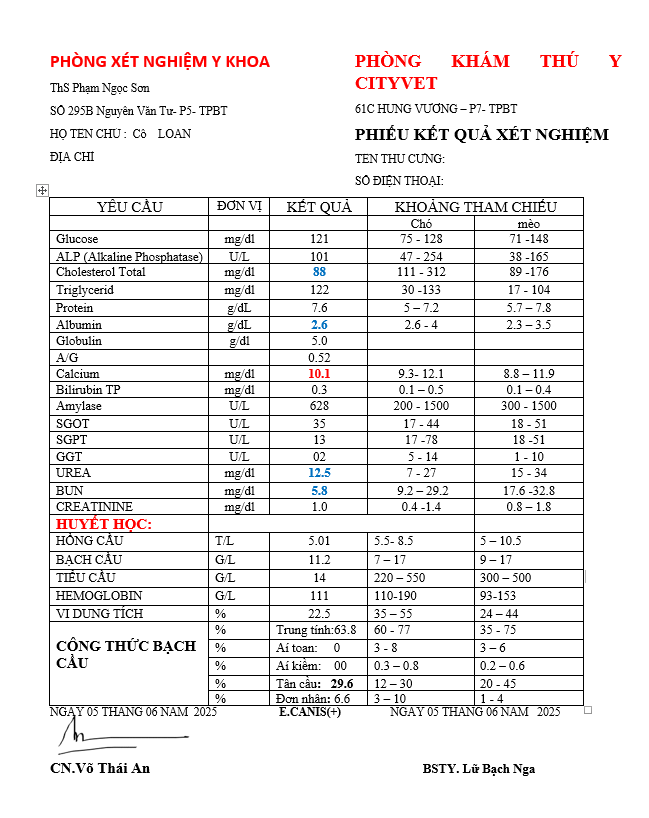 PHÒNG XÉT NGHIỆM Y KHOA
ThS Phạm Ngọc Sơn
SỐ 295B Nguyên Văn Tư- P5- TPBT
HỌ TEN CHU : Cô LOAN
ĐỊA CHI
PHÒNG KHÁM THÚ Y
CITYVET
61C HUNG VƯƠNG – P7- TPBT
PHIẾU KẾT QUẢ XÉT NGHIỆM
TEN THU CƯNG:
SỐ ĐIỆN THOẠI:
YÊU CẦU ĐƠN VỊ KẾT QUẢ KHOẢNG THAM CHIẾU
Chó mèo
Glucose mg/dl 121 75 - 128 71 -148
ALP (Alkaline Phosphatase) U/L 101 47 - 254 38 -165
Cholesterol Total mg/dl 88 111 - 312 89 -176
Triglycerid mg/dl 122 30 -133 17 - 104
Protein g/dL 7.6 5 – 7.2 5.7 – 7.8
Albumin g/dL 2.6 2.6 - 4 2.3 – 3.5
Globulin g/dl 5.0
A/G 0.52
Calcium mg/dl 10.1 9.3- 12.1 8.8 – 11.9
Bilirubin TP mg/dl 0.3 0.1 – 0.5 0.1 – 0.4
Amylase U/L 628 200 - 1500 300 - 1500
SGOT U/L 35 17 - 44 18 - 51
SGPT U/L 13 17 -78 18 -51
GGT U/L 02 5 - 14 1 - 10
UREA mg/dl 12.5 7 - 27 15 - 34
BUN mg/dl 5.8 9.2 – 29.2 17.6 -32.8
CREATININE mg/dl 1.0 0.4 -1.4 0.8 – 1.8
HUYẾT HỌC:
HỒNG CẦU T/L 5.01 5.5- 8.5 5 – 10.5
BẠCH CẦU G/L 11.2 7 – 17 9 – 17
TIỂU CẦU G/L 14 220 – 550 300 – 500
HEMOGLOBIN G/L 111 110-190 93-153
VI DUNG TÍCH % 22.5 35 – 55 24 – 44
CÔNG THỨC BẠCH CẦU
% Trung tính:63.8 60 - 77 35 - 75
% Aí toan: 0 3 - 8 3 – 6
% Aí kiềm: 00 0.3 – 0.8 0.2 – 0.6
% Tân cầu: 29.6 12 – 30 20 - 45
% Đơn nhân: 6.6 3 – 10 1 - 4
NGAY 05 THANG 06 NAM 2025 E.CANIS(+) NGAY 05 THANG 06 NAM 2025
CN.Võ Thái An BSTY. Lữ Bạch Nga